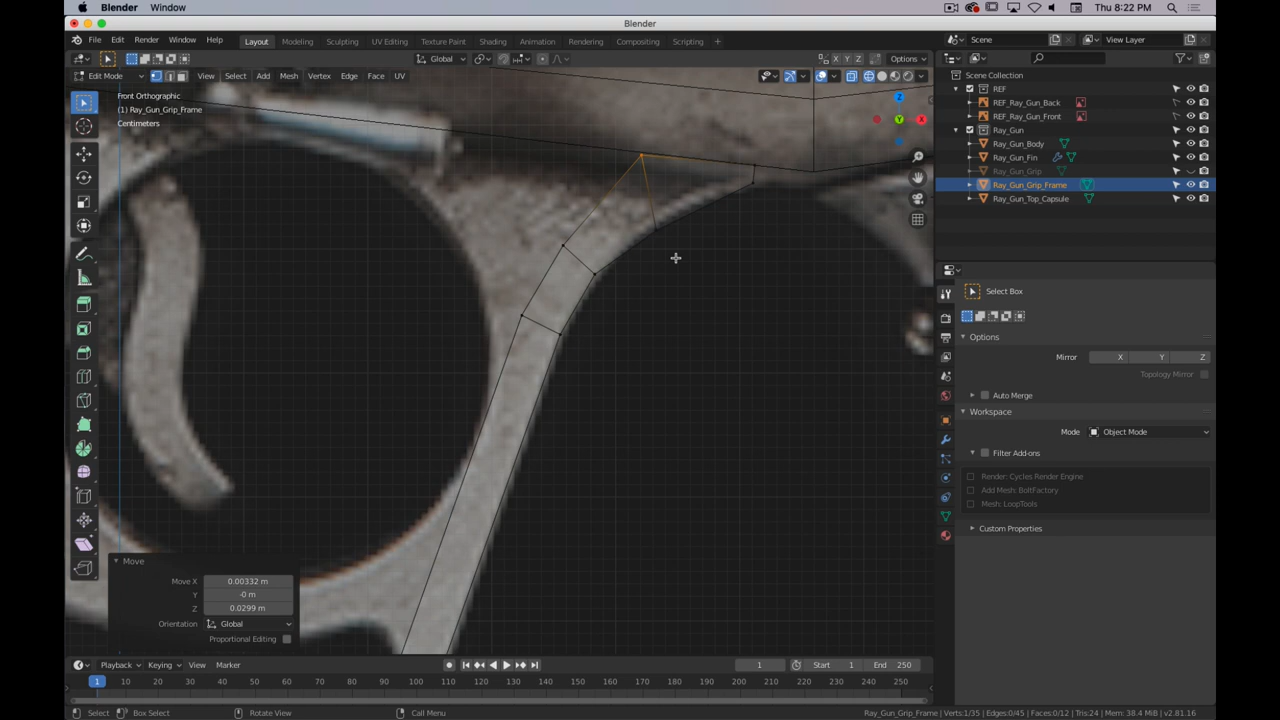 Blender Window Thu 8:22 PM
Blender
File Edit Render Window Help Layout Modeling Sculpting UV Editing Texture Paint Shading Animation Rendering Compositing Scripting + Scene View Layer
Global X Y Z Options
Edit Mode View Select Add Mesh Vertex Edge Face UV
Front Orthographic
(1) Ray_Gun_Grip_Frame
Centimeters
Z
Y
X
Scene Collection
REF
REF_Ray_Gun_Back
REF_Ray_Gun_Front
Ray_Gun
Ray_Gun_Body
Ray_Gun_Fin
Ray_Gun_Grip
Ray_Gun_Grip_Frame
Ray_Gun_Top_Capsule
Select Box
Options
Mirror X Y Z
Topology Mirror
Auto Merge
Workspace
Mode Object Mode
Filter Add-ons
Render: Cycles Render Engine
Add Mesh: BoltFactory
Mesh: LoopTools
Custom Properties
Move
Move X 0.00332 m
Y -0 m
Z 0.0299 m
Orientation Global
Proportional Editing
Playback Keying View Marker 1 Start 1 End 250
1 10 20 30 40 50 60 70 80 90 100 110 120 130 140 150 160 170 180 190 200 210 220 230 240 250
Select Box Select Rotate View Call Menu Ray_Gun_Grip_Frame | Verts:1/35 | Edges:0/45 | Faces:0/12 | Tris:24 | Mem: 38.4 MiB | v2.81.16